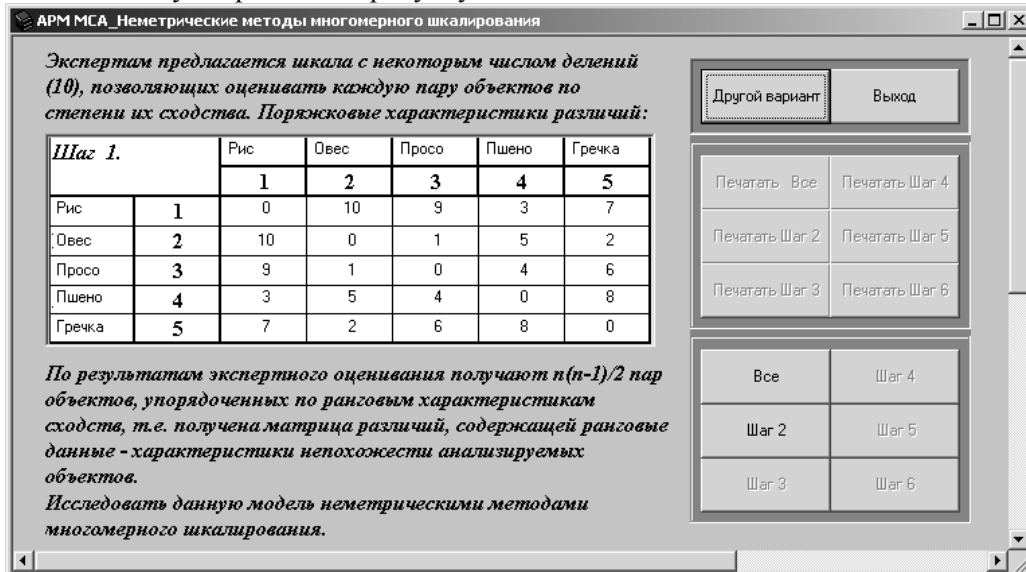 АРМ МСА_Неметрические методы многомерного шкалирования
Экспертам предлагается шкала с некоторым числом делений
(10), позволяющих оценивать каждую пару объектов по
степени их сходства. Поряжковые характеристики различий:
Шаг 1. Рис Овес Просо Пшено Гречка
1 2 3 4 5
Рис 1 0 10 9 3 7
Овес 2 10 0 1 5 2
Просо 3 9 1 0 4 6
Пшено 4 3 5 4 0 8
Гречка 5 7 2 6 8 0
По результатам экспертного оценивания получают n(n-1)/2 пар
объектов, упорядоченных по ранговым характеристикам
сходств, т.е. получена матрица различий, содержащей ранговые
данные - характеристики непохожести анализируемых
объектов.
Исследовать данную модель неметрическими методами
многомерного шкалирования.
Другой вариант Выход
Печатать Все Печатать Шаг 4
Печатать Шаг 2 Печатать Шаг 5
Печатать Шаг 3 Печатать Шаг 6
Все Шаг 4
Шаг 2 Шаг 5
Шаг 3 Шаг 6